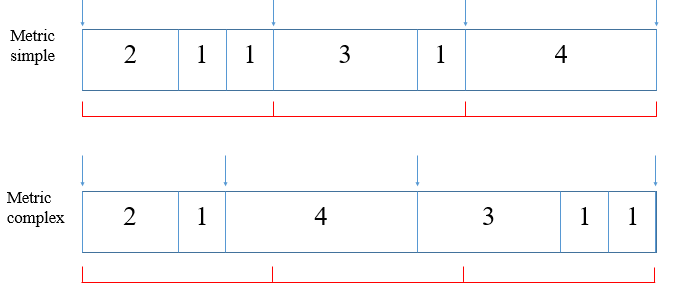 Metric
simple
2 1 1 3 1 4
Metric
complex
2 1 4 3 1 1